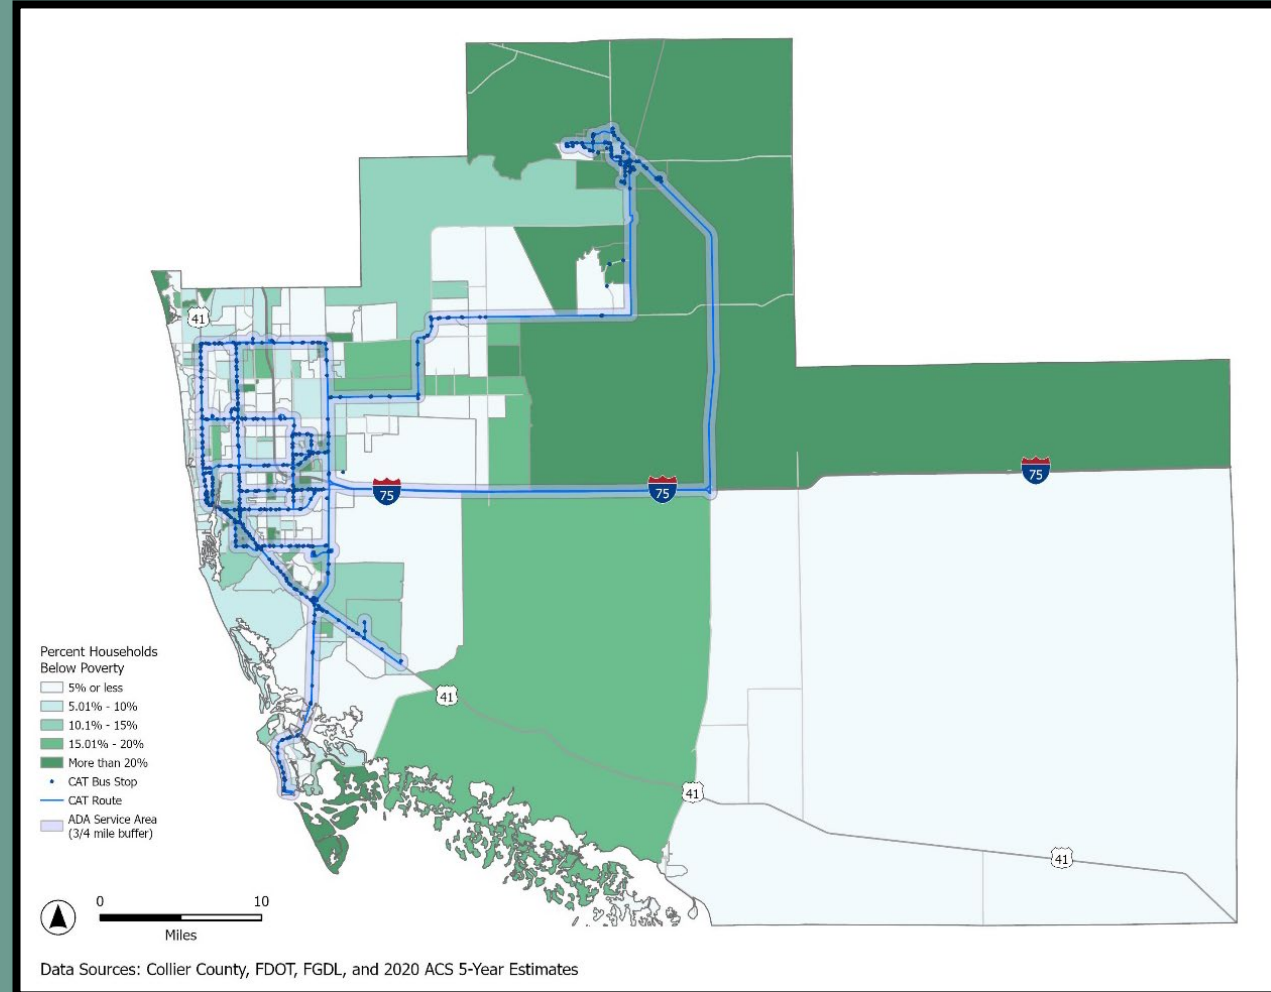 41
75
75
75
41
41
41
Percent Households
Below Poverty
5% or less
5.01% - 10%
10.1% - 15%
15.01% - 20%
More than 20%
CAT Bus Stop
CAT Route
ADA Service Area
(3/4 mile buffer)
0 10
Miles
Data Sources: Collier County, FDOT, FGDL, and 2020 ACS 5-Year Estimates